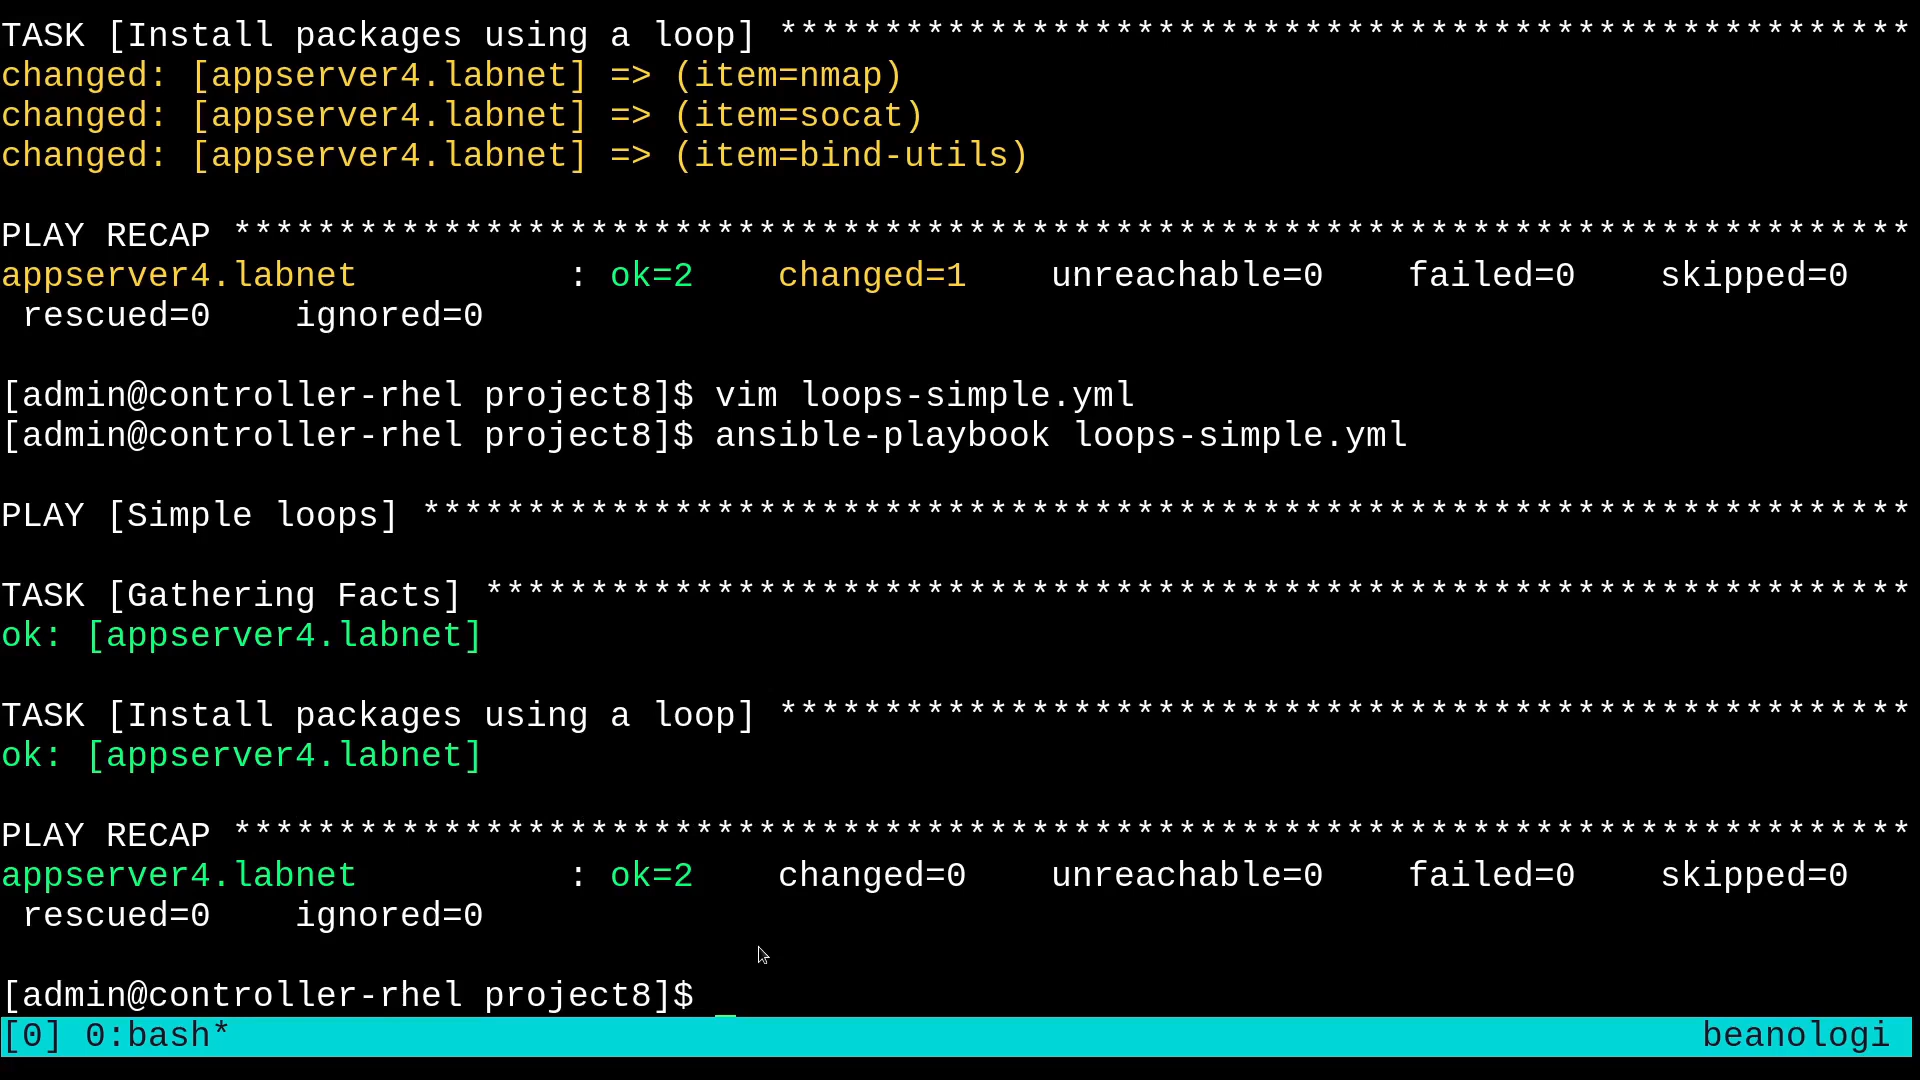 TASK [Install packages using a loop] ******************************************************
changed: [appserver4.labnet] => (item=nmap)
changed: [appserver4.labnet] => (item=socat)
changed: [appserver4.labnet] => (item=bind-utils)
PLAY RECAP ********************************************************************************
appserver4.labnet          : ok=2    changed=1    unreachable=0    failed=0    skipped=0
 rescued=0    ignored=0
[admin@controller-rhel project8]$ vim loops-simple.yml
[admin@controller-rhel project8]$ ansible-playbook loops-simple.yml
PLAY [Simple loops] ***********************************************************************
TASK [Gathering Facts] ********************************************************************
ok: [appserver4.labnet]
TASK [Install packages using a loop] ******************************************************
ok: [appserver4.labnet]
PLAY RECAP ********************************************************************************
appserver4.labnet          : ok=2    changed=0    unreachable=0    failed=0    skipped=0
 rescued=0    ignored=0
[admin@controller-rhel project8]$
[0] 0:bash* beanologi